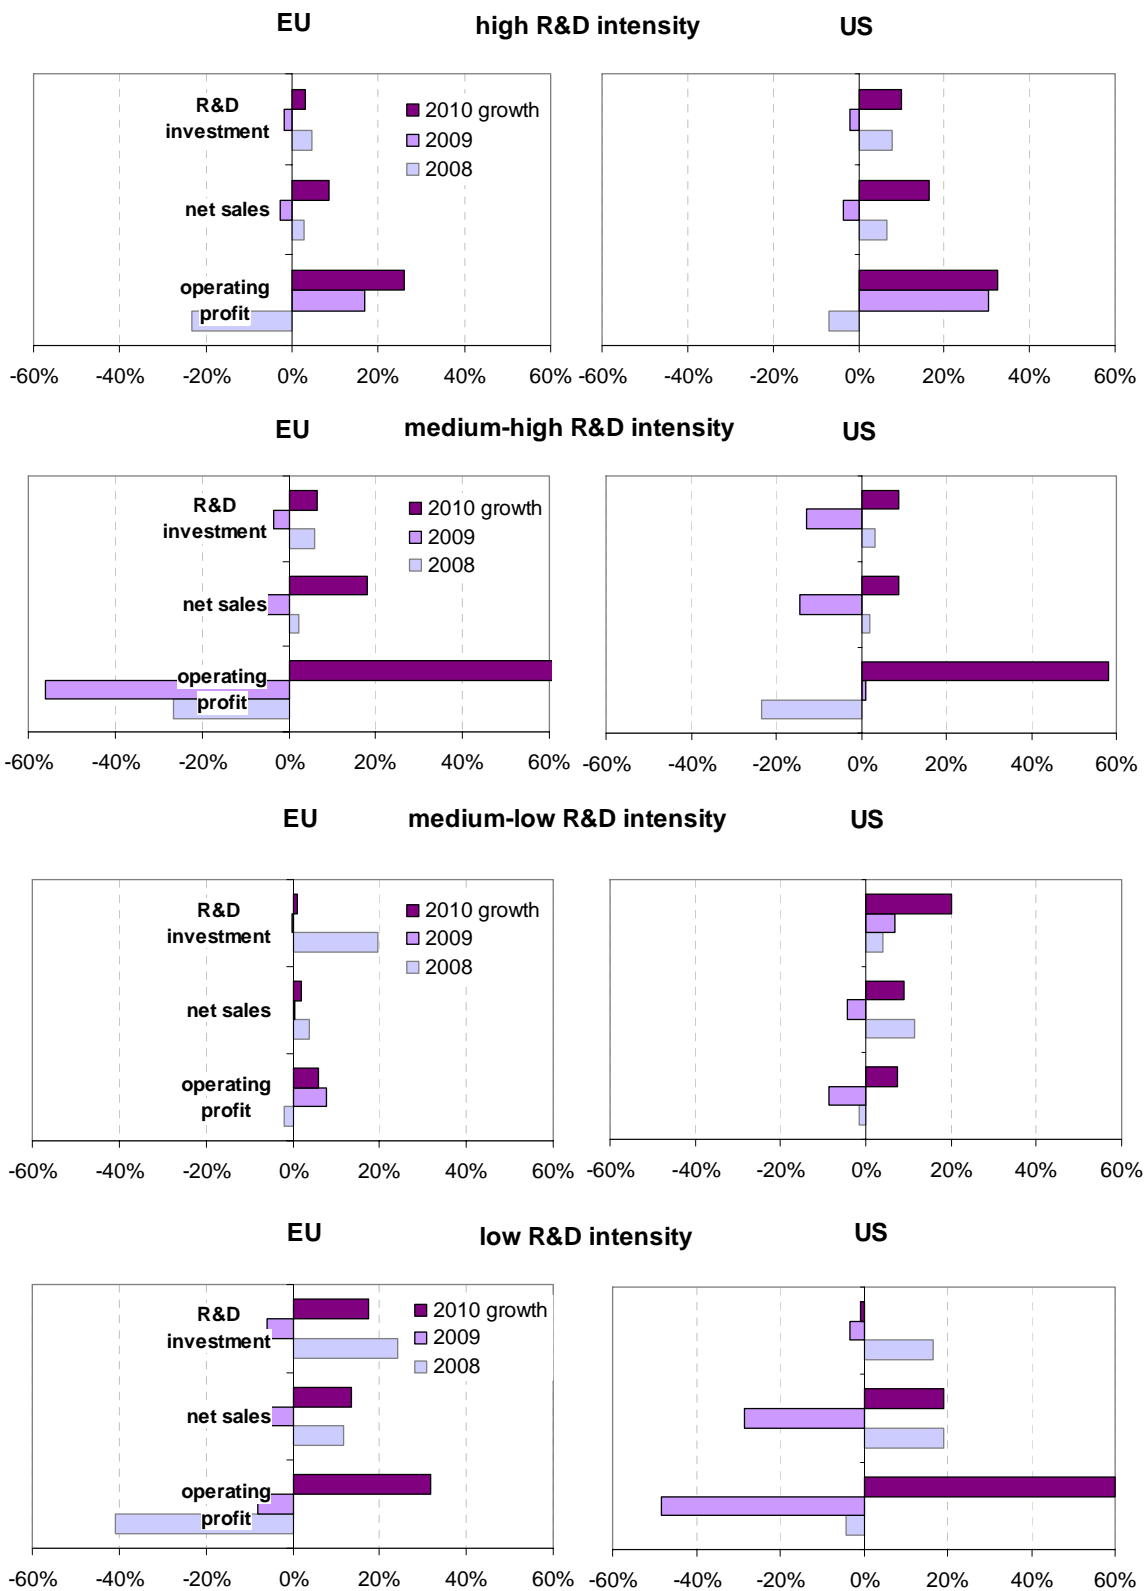 EU high R&D intensity US
R&D
investment
2010 growth
2009
2008
net sales
operating
profit
-60% -40% -20% 0% 20% 40% 60% -60% -40% -20% 0% 20% 40% 60%
EU medium-high R&D intensity US
R&D
investment
2010 growth
2009
2008
net sales
operating
profit
-60% -40% -20% 0% 20% 40% 60% -60% -40% -20% 0% 20% 40% 60%
EU medium-low R&D intensity US
R&D
investment
2010 growth
2009
2008
net sales
operating
profit
-60% -40% -20% 0% 20% 40% 60% -60% -40% -20% 0% 20% 40% 60%
EU low R&D intensity US
R&D
investment
2010 growth
2009
2008
net sales
operating
profit
-60% -40% -20% 0% 20% 40% 60% -60% -40% -20% 0% 20% 40% 60%